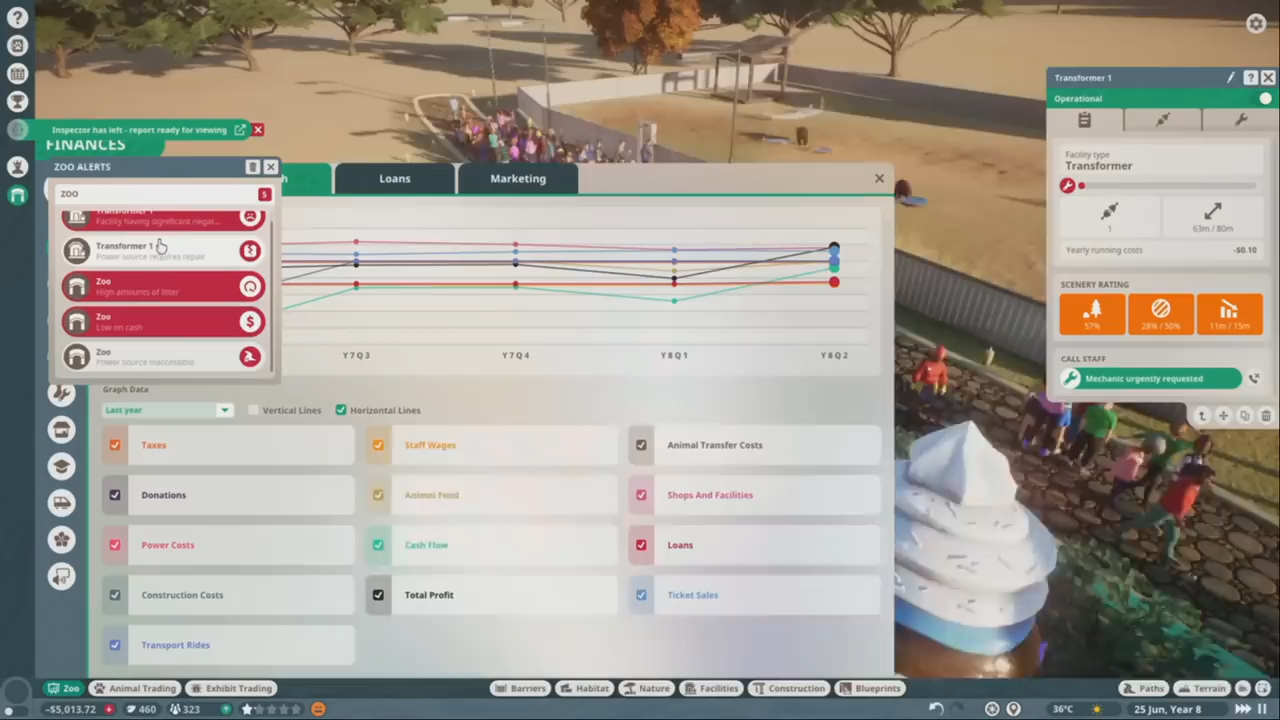 Inspector has left - report ready for viewing
FINANCES
ZOO ALERTS
ZOO
5
Transformer 1
Facility having significant negat...
Transformer 1
Power source requires repair
Zoo
High amounts of litter
Zoo
Low on cash
Zoo
Power source inaccessible
Loans
Marketing
Y7Q3
Y7Q4
Y8Q1
Y8Q2
Graph Data
Last year
Vertical Lines
Horizontal Lines
Taxes
Staff Wages
Animal Transfer Costs
Donations
Animal Food
Shops And Facilities
Power Costs
Cash Flow
Loans
Construction Costs
Total Profit
Ticket Sales
Transport Rides
Transformer 1
Operational
Facility type
Transformer
1
63m / 80m
Yearly running costs
-$0.10
SCENERY RATING
57%
28% / 50%
11m / 15m
CALL STAFF
Mechanic urgently requested
Zoo
Animal Trading
Exhibit Trading
Barriers
Habitat
Nature
Facilities
Construction
Blueprints
Paths
Terrain
-$5,013.72
460
323
36°C
25 Jun, Year 8